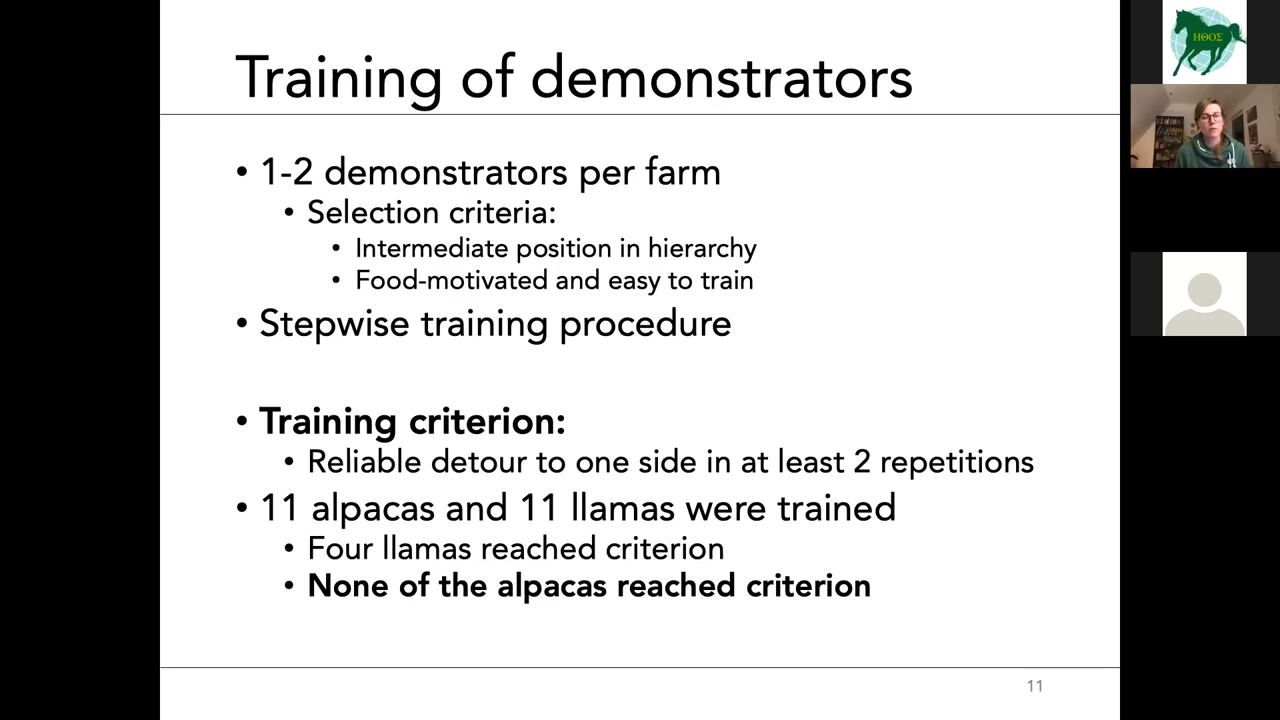 Training of demonstrators
• 1-2 demonstrators per farm
• Selection criteria:
• Intermediate position in hierarchy
• Food-motivated and easy to train
• Stepwise training procedure
• Training criterion:
• Reliable detour to one side in at least 2 repetitions
• 11 alpacas and 11 llamas were trained
• Four llamas reached criterion
• None of the alpacas reached criterion
11
ΗΘΟΣ